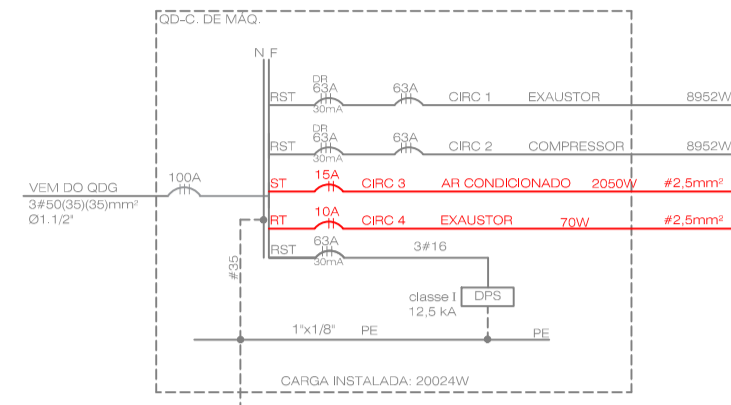 QD-C. DE MÁQ.
N F
RST DR 63A 30mA 63A CIRC 1 EXAUSTOR 8952W
RST DR 63A 30mA 63A CIRC 2 COMPRESSOR 8952W
100A
VEM DO QDG
3#50(35)(35)mm²
Ø1.1/2"
ST 15A CIRC 3 AR CONDICIONADO 2050W #2,5mm²
RT 10A CIRC 4 EXAUSTOR 70W #2,5mm²
RST 63A 30mA 3#16
#35
classe I DPS
12,5 kA
1"x1/8" PE PE
CARGA INSTALADA: 20024W